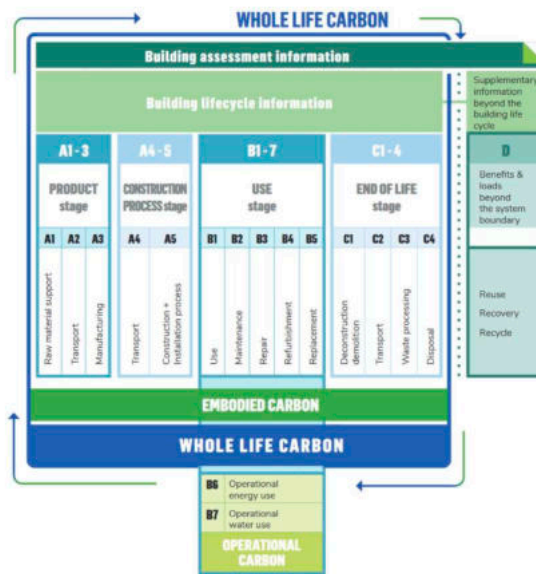 WHOLE LIFE CARBON
Building assessment information
Building lifecycle information
Supplementary
information
beyond the
building life
cycle
A1-3
A4-5
B1-7
C1-4
D
PRODUCT
stage
CONSTRUCTION
PROCESS stage
USE
stage
END OF LIFE
stage
Benefits &
loads
beyond
the system
boundary
A1
A2
A3
A4
A5
B1
B2
B3
B4
B5
C1
C2
C3
C4
Raw material support
Transport
Manufacturing
Transport
Construction +
Installation process
Use
Maintenance
Repair
Refurbishment
Replacement
Deconstruction
demolition
Transport
Waste processing
Disposal
Reuse
Recovery
Recycle
EMBODIED CARBON
WHOLE LIFE CARBON
B6
Operational
energy use
B7
Operational
water use
OPERATIONAL
CARBON